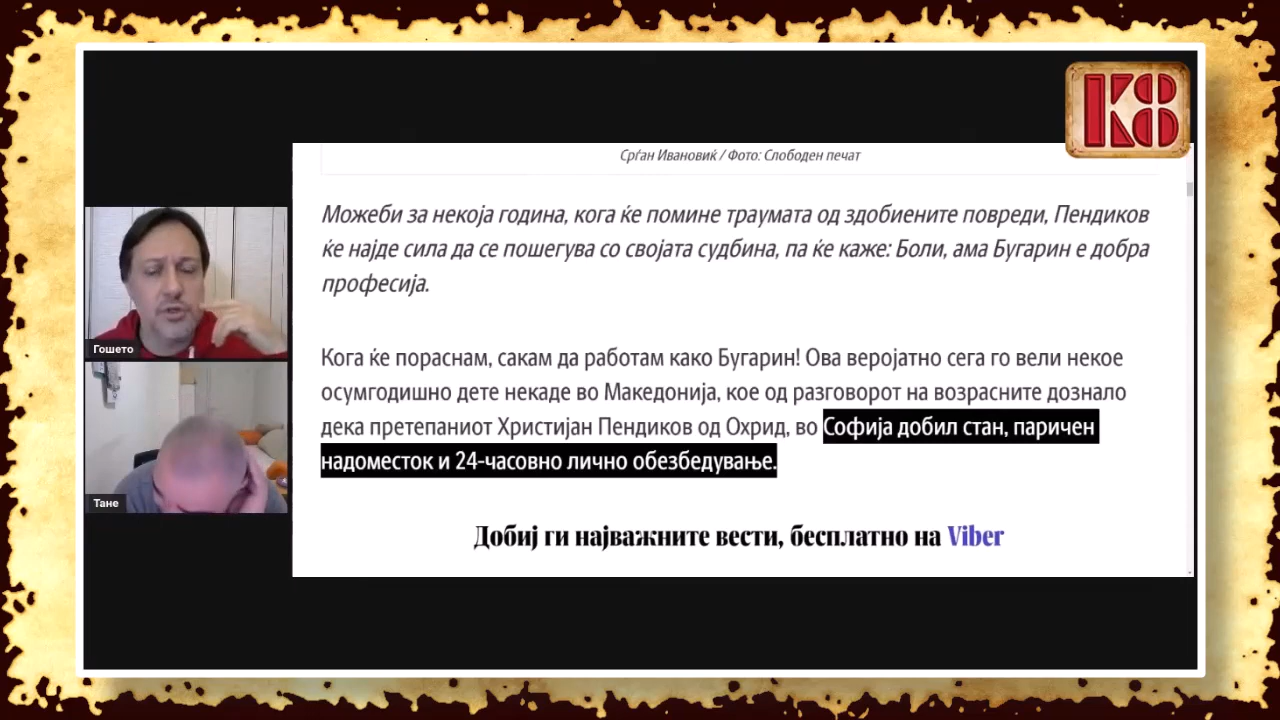 K8
Срѓан Ивановиќ / Фото: Слободен печат
Можеби за некоја година, кога ќе помине траумата од здобиените повреди, Пендиков
ќе најде сила да се пошегува со својата судбина, па ќе каже: Боли, ама Бугарин е добра
професија.
Кога ќе пораснам, сакам да работам како Бугарин! Ова веројатно сега го вели некое
осумгодишно дете некаде во Македонија, кое од разговорот на возрасните дознало
дека претепаниот Христијан Пендиков од Охрид, во Софија добил стан, паричен
надоместок и 24-часовно лично обезбедување.
Добиј ги најважните вести, бесплатно на Viber
Гошето
Тане